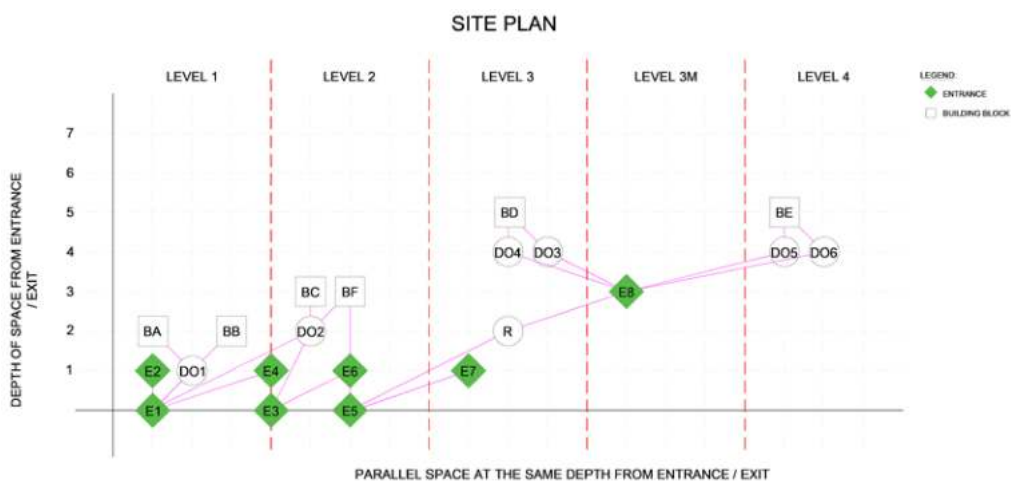 SITE PLAN
LEVEL 1
LEVEL 2
LEVEL 3
LEVEL 3M
LEVEL 4
LEGEND:
ENTRANCE
BUILDING BLOCK
DEPTH OF SPACE FROM ENTRANCE
/ EXIT
7
6
5
4
3
2
1
BD
BE
DO4
DO3
DO5
DO6
BC
BF
E8
BA
BB
DO2
R
E2
DO1
E4
E6
E7
E1
E3
E5
PARALLEL SPACE AT THE SAME DEPTH FROM ENTRANCE / EXIT